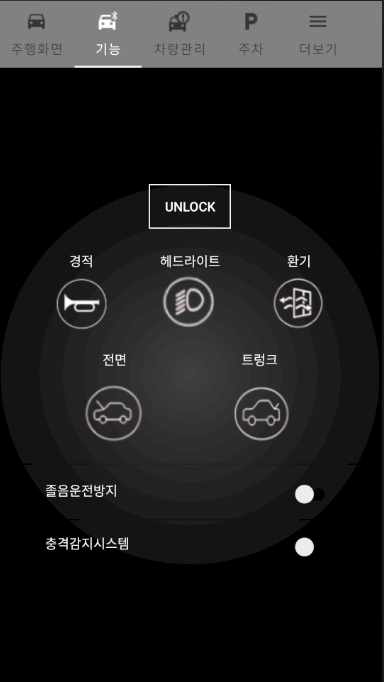 주행화면 기능 차량관리 주차 더보기
UNLOCK
경적 헤드라이트 환기
전면 트렁크
졸음운전방지
충격감지시스템